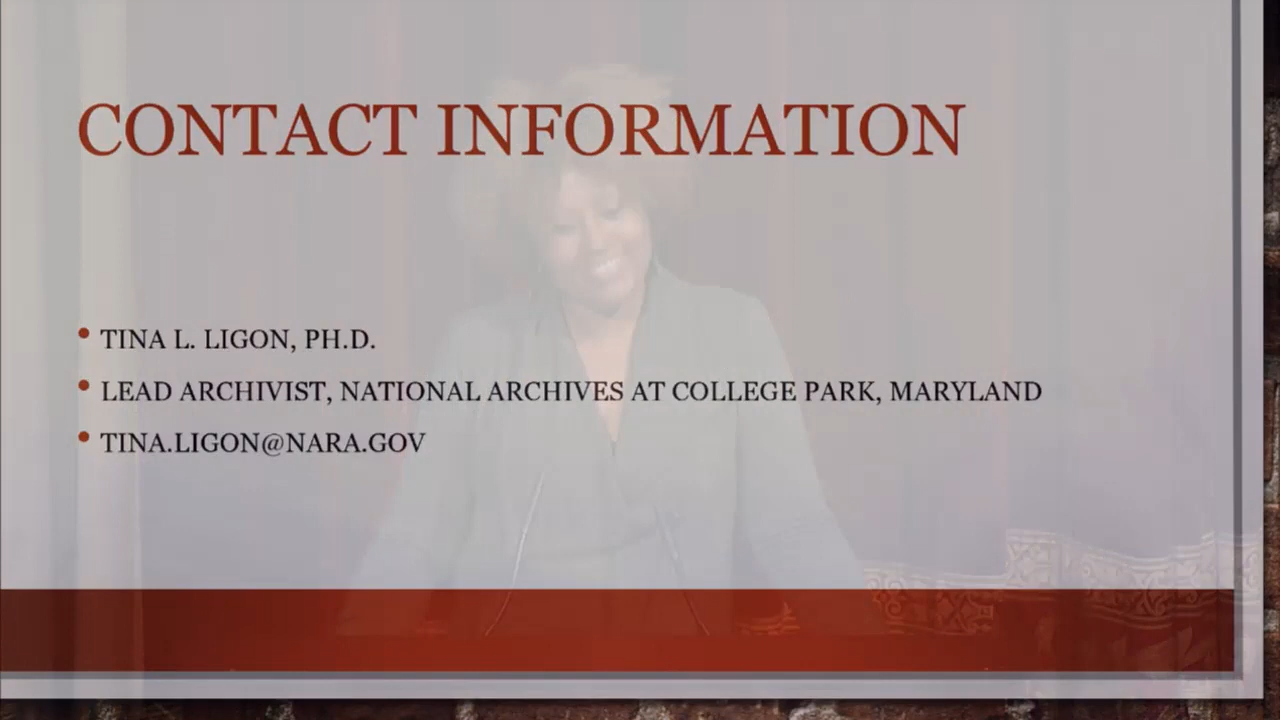 CONTACT INFORMATION
• TINA L. LIGON, PH.D.
• LEAD ARCHIVIST, NATIONAL ARCHIVES AT COLLEGE PARK, MARYLAND
• TINA.LIGON@NARA.GOV